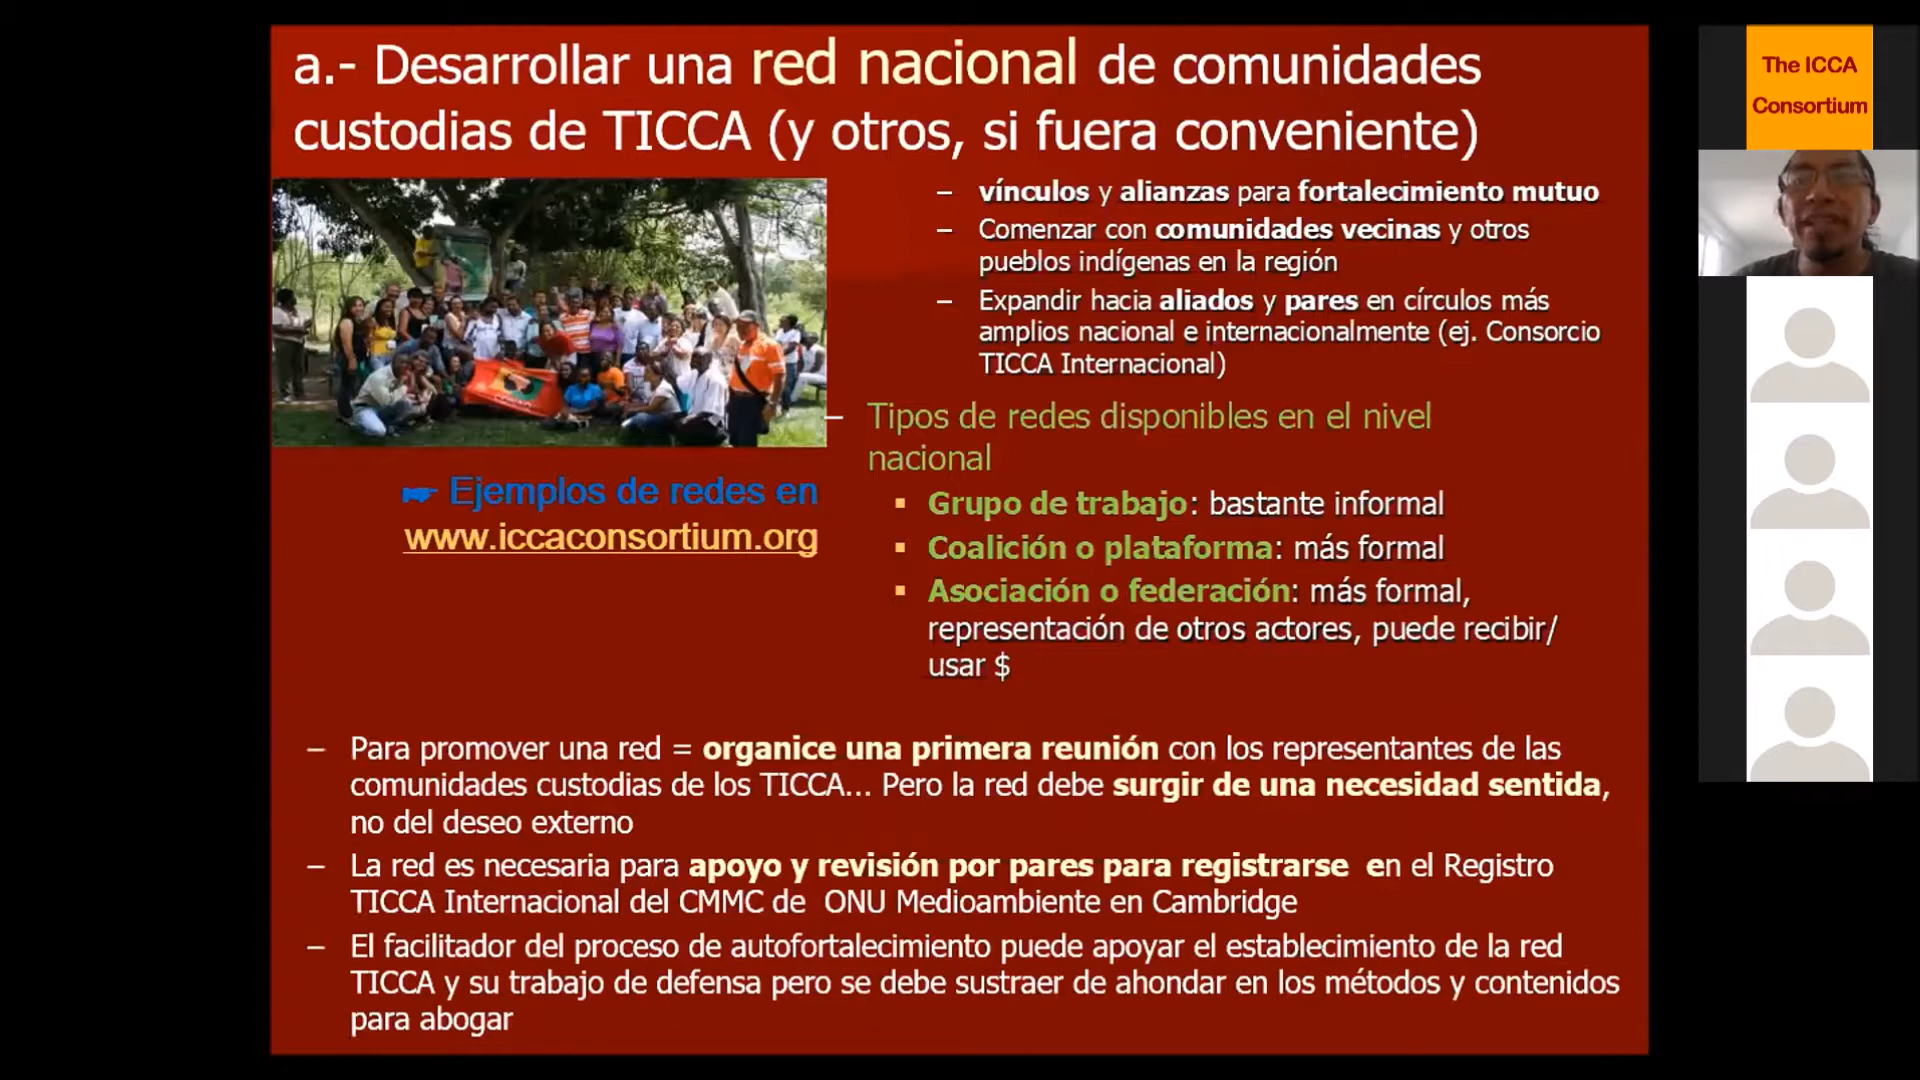 a.- Desarrollar una red nacional de comunidades
custodias de TICCA (y otros, si fuera conveniente)
– vínculos y alianzas para fortalecimiento mutuo
– Comenzar con comunidades vecinas y otros
pueblos indígenas en la región
– Expandir hacia aliados y pares en círculos más
amplios nacional e internacionalmente (ej. Consorcio
TICCA Internacional)
– Tipos de redes disponibles en el nivel
nacional
▪ Grupo de trabajo: bastante informal
▪ Coalición o plataforma: más formal
▪ Asociación o federación: más formal,
representación de otros actores, puede recibir/
usar $
☛ Ejemplos de redes en
www.iccaconsortium.org
– Para promover una red = organice una primera reunión con los representantes de las
comunidades custodias de los TICCA... Pero la red debe surgir de una necesidad sentida,
no del deseo externo
– La red es necesaria para apoyo y revisión por pares para registrarse en el Registro
TICCA Internacional del CMMC de ONU Medioambiente en Cambridge
– El facilitador del proceso de autofortalecimiento puede apoyar el establecimiento de la red
TICCA y su trabajo de defensa pero se debe sustraer de ahondar en los métodos y contenidos
para abogar
The ICCA
Consortium